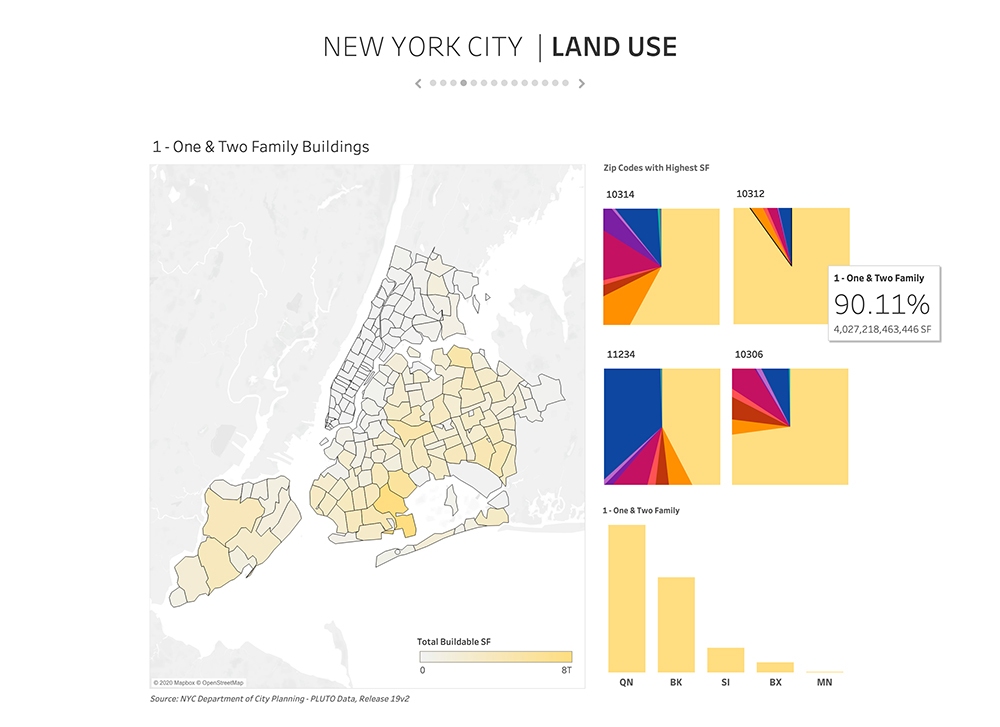 NEW YORK CITY | LAND USE
1 - One & Two Family Buildings
Zip Codes with Highest SF
10314
10312
1 - One & Two Family
90.11%
4,027,218,463,446 SF
11234
10306
1 - One & Two Family
QN BK SI BX MN
Total Buildable SF
0 8T
© 2020 Mapbox © OpenStreetMap
Source: NYC Department of City Planning - PLUTO Data, Release 19v2